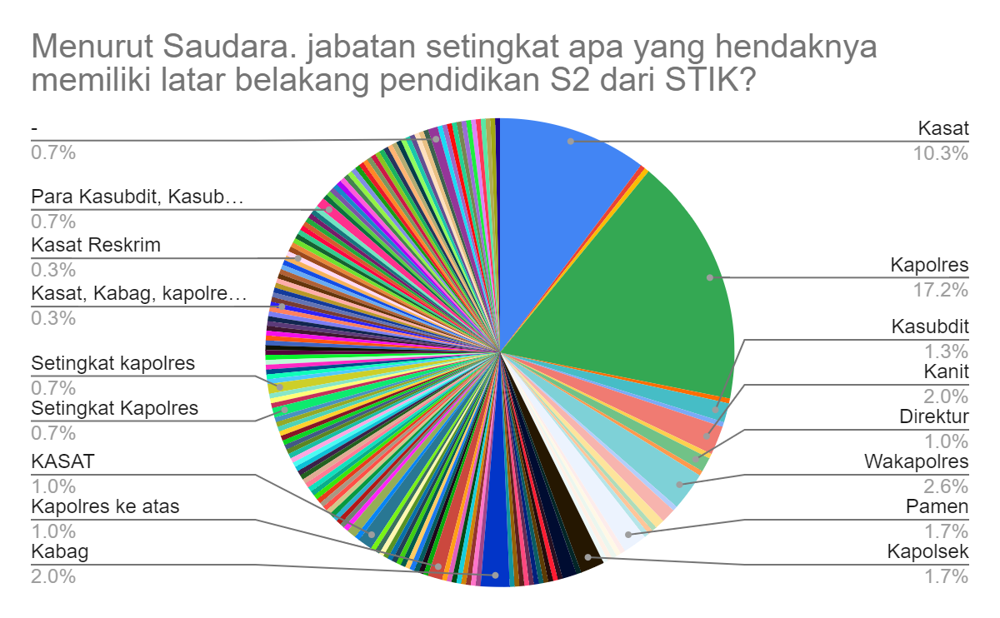 Menurut Saudara. jabatan setingkat apa yang hendaknya
memiliki latar belakang pendidikan S2 dari STIK?
-
0.7%
Para Kasubdit, Kasub…
0.7%
Kasat Reskrim
0.3%
Kasat, Kabag, kapolre…
0.3%
Setingkat kapolres
0.7%
Setingkat Kapolres
0.7%
KASAT
1.0%
Kapolres ke atas
1.0%
Kabag
2.0%
Kasat
10.3%
Kapolres
17.2%
Kasubdit
1.3%
Kanit
2.0%
Direktur
1.0%
Wakapolres
2.6%
Pamen
1.7%
Kapolsek
1.7%